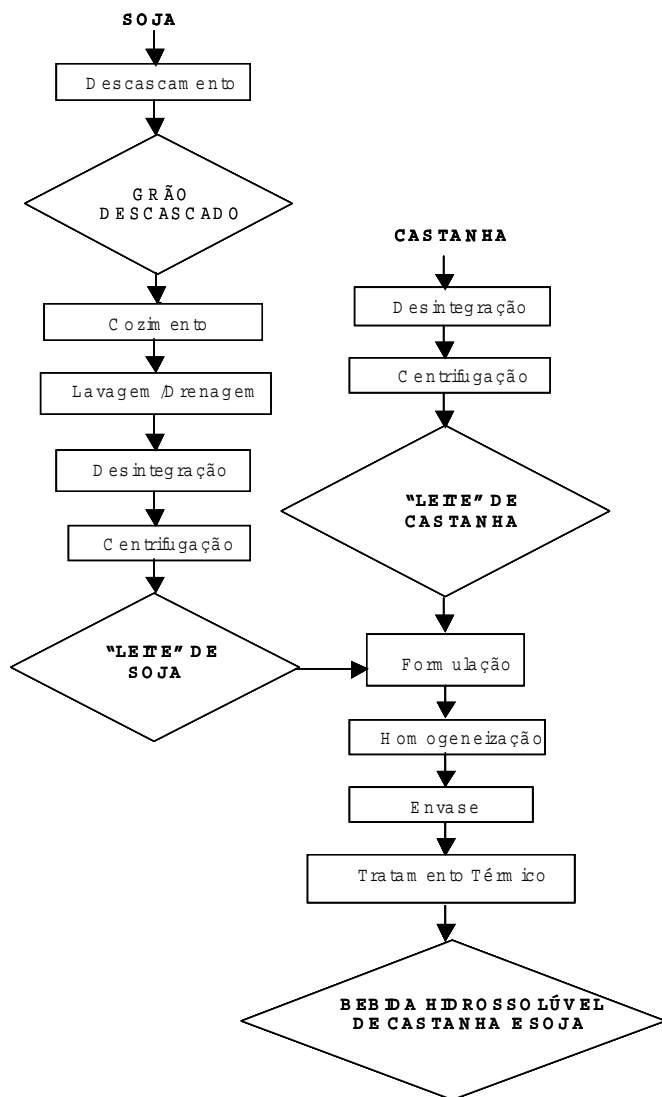 SOJA
Descascamento
GRÃO
DESCASCADO
Cozimento
Lavagem/Drenagem
Desintegração
Centrifugação
"LEITE" DE
SOJA
CASTANHA
Desintegração
Centrifugação
"LEITE" DE
CASTANHA
Formulação
Homogeneização
Envase
Tratamento Térmico
BEBIDA HIDROSSOLÚVEL
DE CASTANHA E SOJA